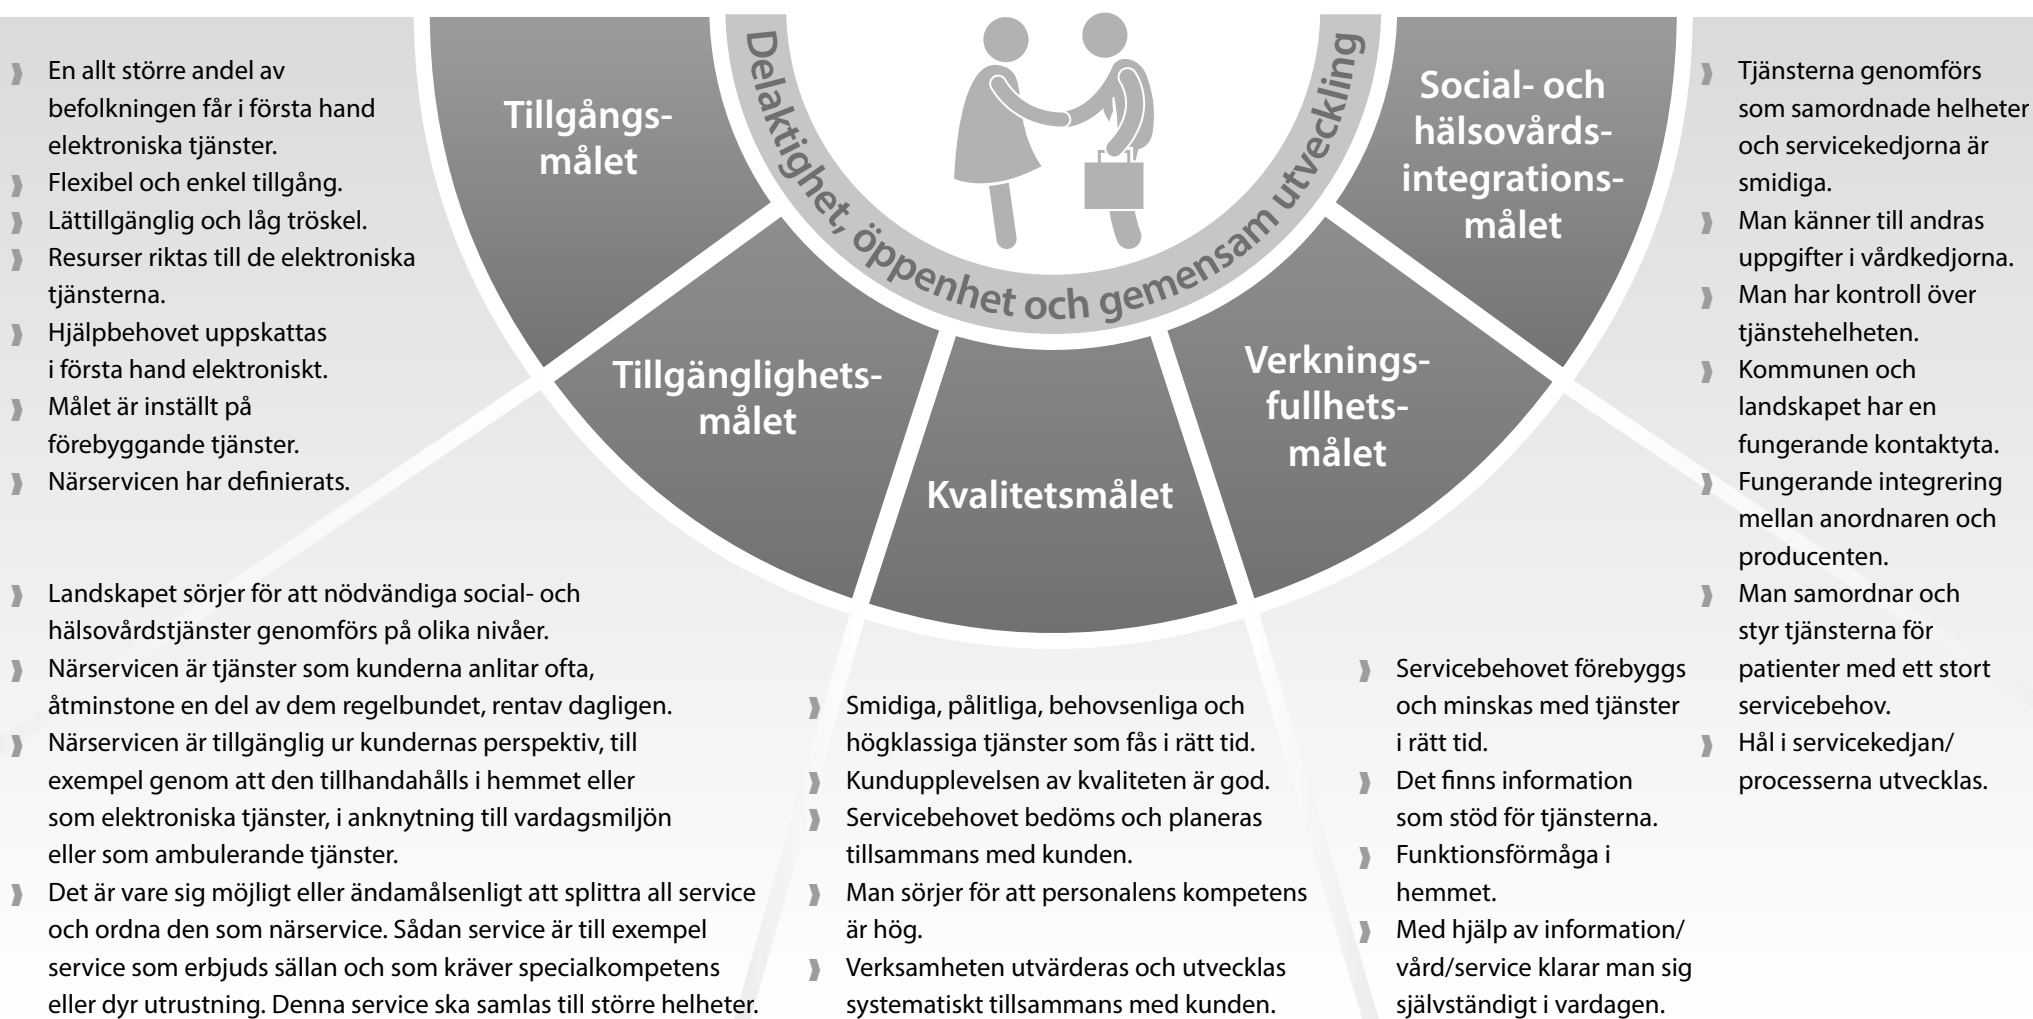 Delaktighet, öppenhet och gemensam utveckling
Tillgångs-
målet
En allt större andel av
befolkningen får i första hand
elektroniska tjänster.
Flexibel och enkel tillgång.
Lättillgänglig och låg tröskel.
Resurser riktas till de elektroniska
tjänsterna.
Hjälpbehovet uppskattas
i första hand elektroniskt.
Målet är inställt på
förebyggande tjänster.
Närservicen har definierats.
Tillgänglighets-
målet
Landskapet sörjer för att nödvändiga social- och
hälsovårdstjänster genomförs på olika nivåer.
Närservicen är tjänster som kunderna anlitar ofta,
åtminstone en del av dem regelbundet, rentav dagligen.
Närservicen är tillgänglig ur kundernas perspektiv, till
exempel genom att den tillhandahålls i hemmet eller
som elektroniska tjänster, i anknytning till vardagsmiljön
eller som ambulerande tjänster.
Det är vare sig möjligt eller ändamålsenligt att splittra all service
och ordna den som närservice. Sådan service är till exempel
service som erbjuds sällan och som kräver specialkompetens
eller dyr utrustning. Denna service ska samlas till större helheter.
Kvalitetsmålet
Smidiga, pålitliga, behovsenliga och
högklassiga tjänster som fås i rätt tid.
Kundupplevelsen av kvaliteten är god.
Servicebehovet bedöms och planeras
tillsammans med kunden.
Man sörjer för att personalens kompetens
är hög.
Verksamheten utvärderas och utvecklas
systematiskt tillsammans med kunden.
Verknings-
fullhets-
målet
Servicebehovet förebyggs
och minskas med tjänster
i rätt tid.
Det finns information
som stöd för tjänsterna.
Funktionsförmåga i
hemmet.
Med hjälp av information/
vård/service klarar man sig
självständigt i vardagen.
Social- och
hälsovårds-
integrations-
målet
Tjänsterna genomförs
som samordnade helheter
och servicekedjorna är
smidiga.
Man känner till andras
uppgifter i vårdkedjorna.
Man har kontroll över
tjänstehelheten.
Kommunen och
landskapet har en
fungerande kontaktyta.
Fungerande integrering
mellan anordnaren och
producenten.
Man samordnar och
styr tjänsterna för
patienter med ett stort
servicebehov.
Hål i servicekedjan/
processerna utvecklas.